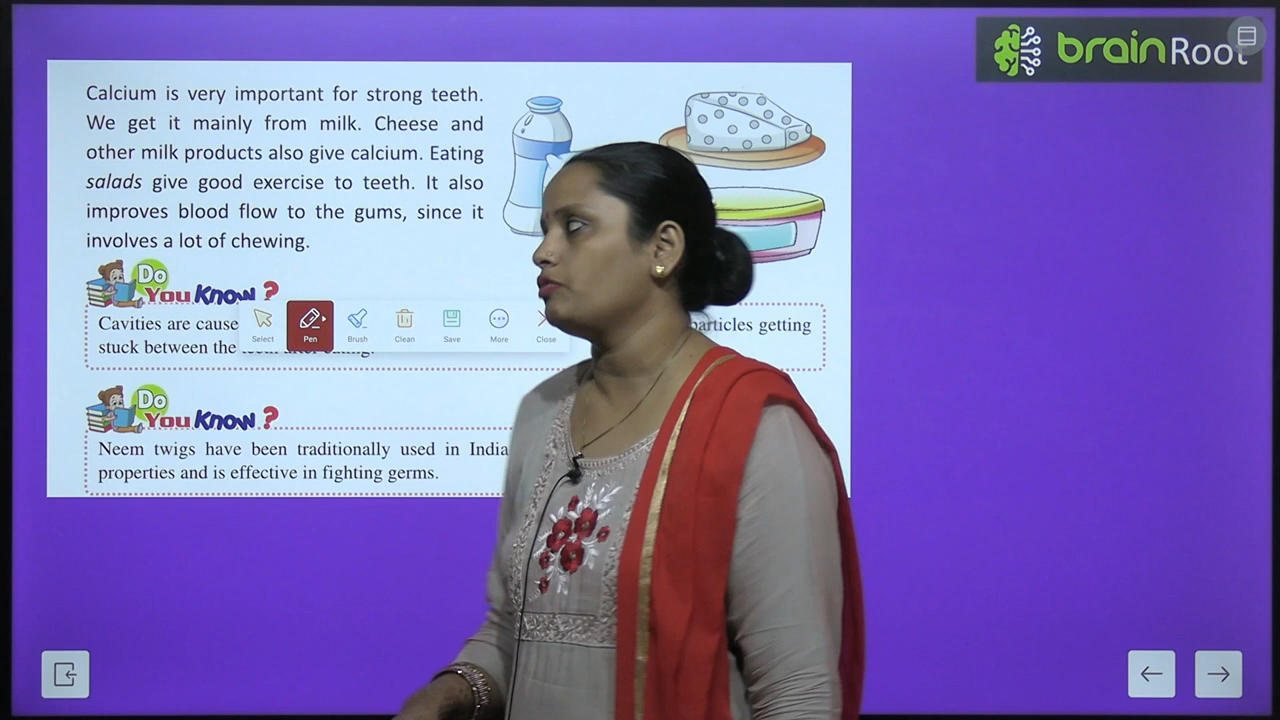 brainRoot
Calcium is very important for strong teeth.
We get it mainly from milk. Cheese and
other milk products also give calcium. Eating
salads give good exercise to teeth. It also
improves blood flow to the gums, since it
involves a lot of chewing.
Do
You Know ?
Cavities are cause particles getting
stuck between the teeth after eating.
Select Pen Brush Clean Save More Close
Do
You Know ?
Neem twigs have been traditionally used in India
properties and is effective in fighting germs.